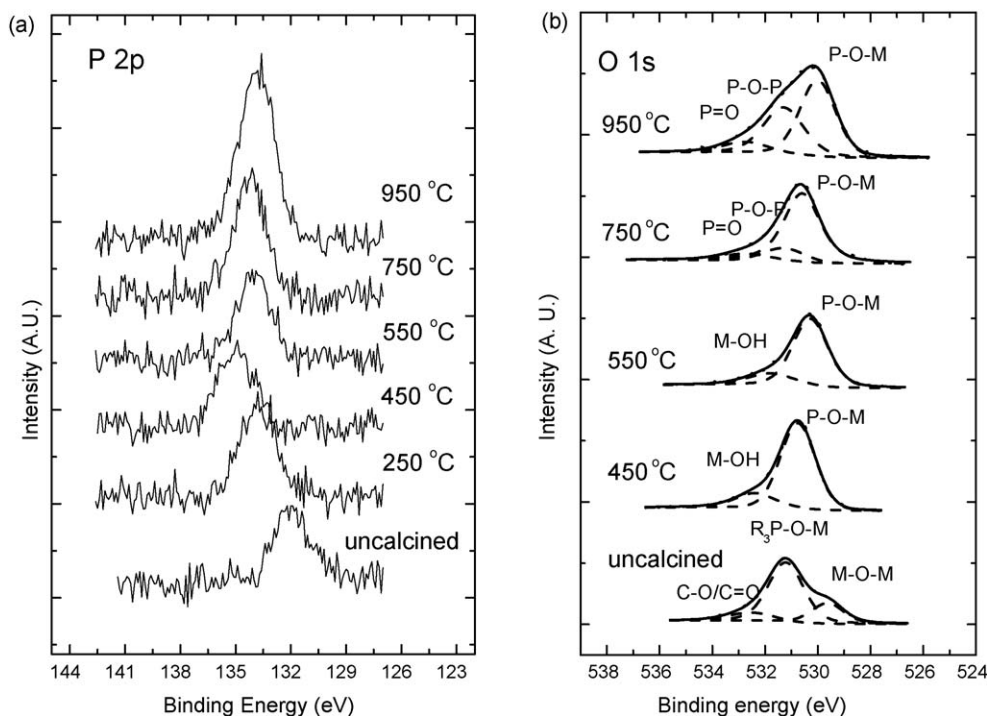 (a)
P 2p
950 °C
750 °C
550 °C
450 °C
250 °C
uncalcined
Intensity (A.U.)
144 141 138 135 132 129 126 123
Binding Energy (eV)
(b)
O 1s
P-O-M
P-O-P
P=O
950 °C
P-O-M
P-O-P
P=O
750 °C
P-O-M
M-OH
550 °C
P-O-M
M-OH
450 °C
R₃P-O-M
uncalcined
M-O-M
C-O/C=O
Intensity (A. U.)
538 536 534 532 530 528 526 524
Binding energy (eV)